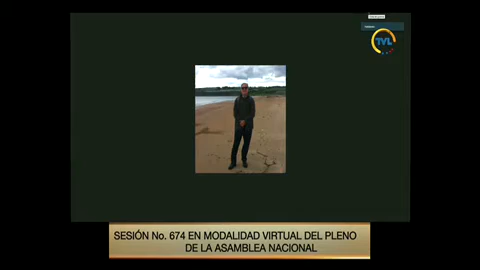 TVL
SESIÓN No. 674 EN MODALIDAD VIRTUAL DEL PLENO
DE LA ASAMBLEA NACIONAL